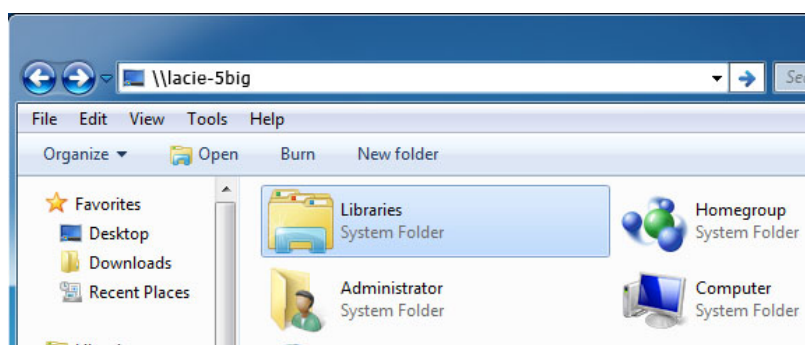 \\lacie-5big
File Edit View Tools Help
Organize Open Burn New folder
Favorites
Desktop
Downloads
Recent Places
Libraries
System Folder
Homegroup
System Folder
Administrator
System Folder
Computer
System Folder